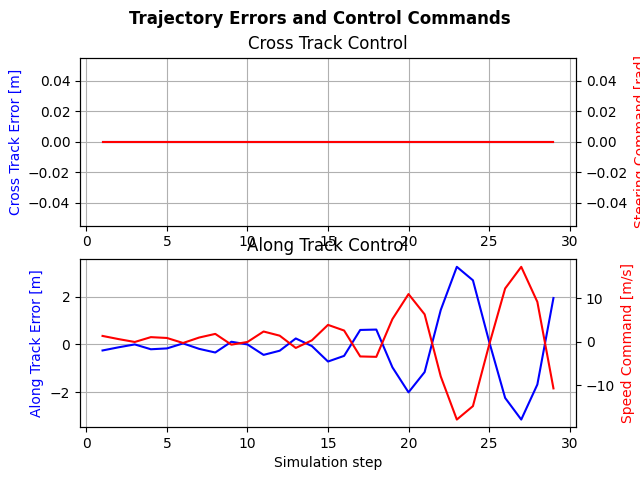 Trajectory Errors and Control Commands
Cross Track Control
Cross Track Error [m]
0.04
0.02
0.00
−0.02
−0.04
0.04
0.02
0.00
−0.02
−0.04
Steering Command [rad]
0 5 10 15 20 25 30
Along Track Control
Along Track Error [m]
2
0
−2
10
0
−10
Speed Command [m/s]
0 5 10 15 20 25 30
Simulation step